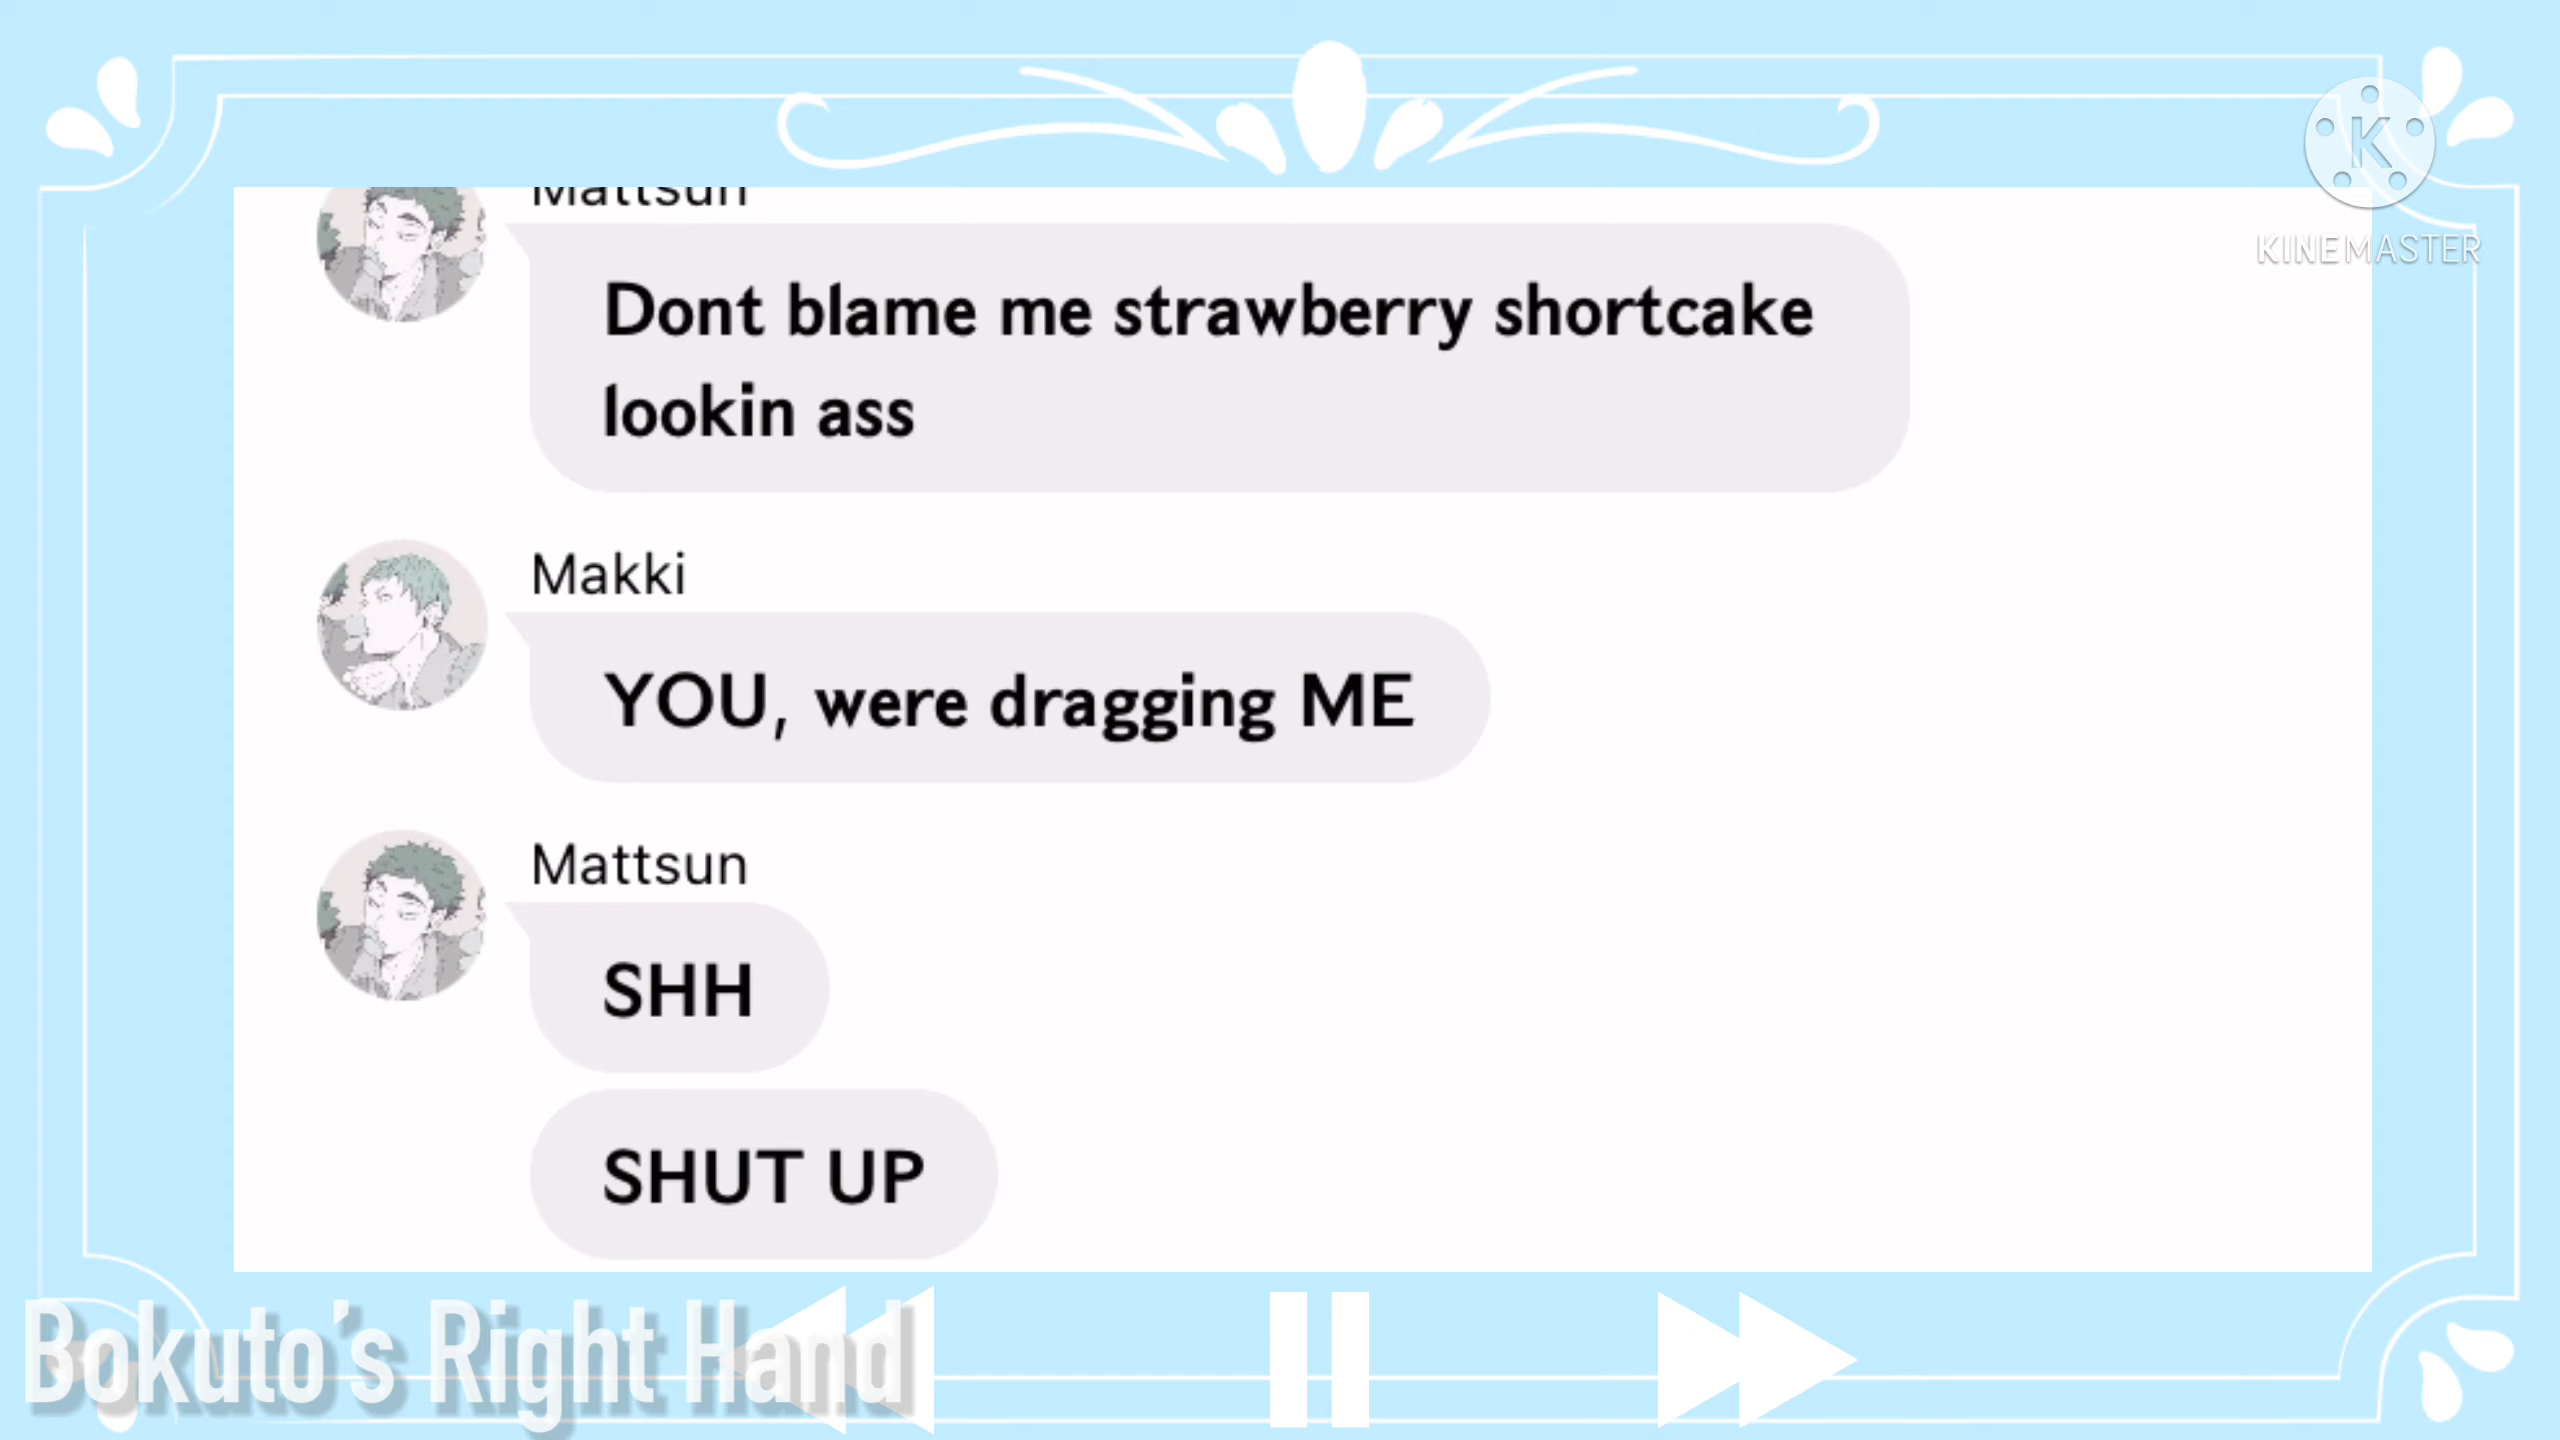 Mattsun
Dont blame me strawberry shortcake
lookin ass
Makki
YOU, were dragging ME
Mattsun
SHH
SHUT UP
K
KINEMASTER
Bokuto's Right Hand